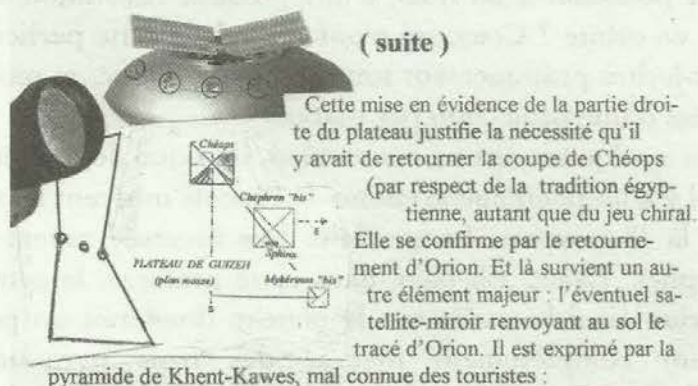 ( suite )
Cette mise en évidence de la partie droi-
te du plateau justifie la nécessité qu'il
y avait de retourner la coupe de Chéops
(par respect de la tradition égyp-
tienne, autant que du jeu chiral.
Elle se confirme par le retourne-
ment d'Orion. Et là survient un au-
tre élément majeur : l'éventuel sa-
tellite-miroir renvoyant au sol le
tracé d'Orion. Il est exprimé par la
pyramide de Khent-Kawes, mal connue des touristes :
Chéops
Chephren "bis"
E
Sphinx
PLATEAU DE GUIZEH
(plan masse)
Mykérinos "bis"
S